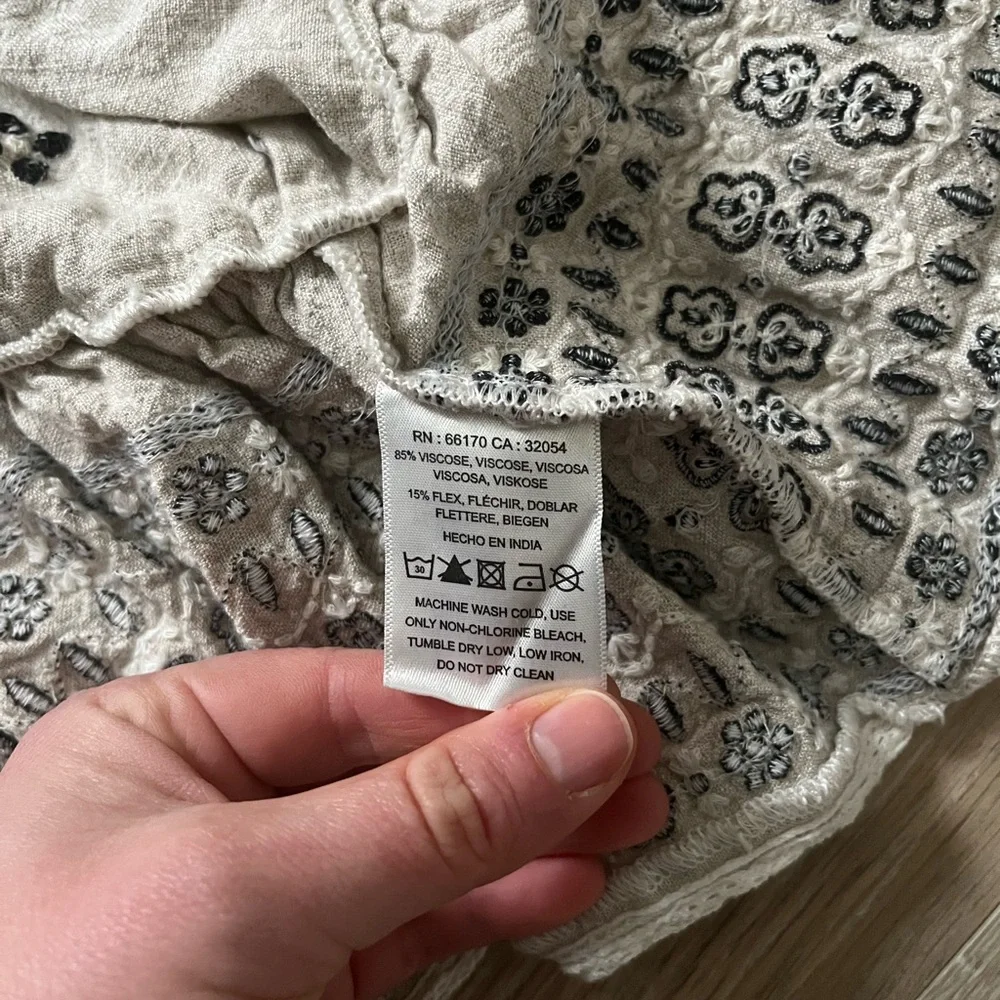 RN : 66170 CA : 32054
85% VISCOSE, VISCOSE, VISCOSA
VISCOSA, VISKOSE
15% FLEX, FLÉCHIR, DOBLAR
FLETTERE, BIEGEN
HECHO EN INDIA
30
MACHINE WASH COLD, USE
ONLY NON-CHLORINE BLEACH,
TUMBLE DRY LOW, LOW IRON,
DO NOT DRY CLEAN